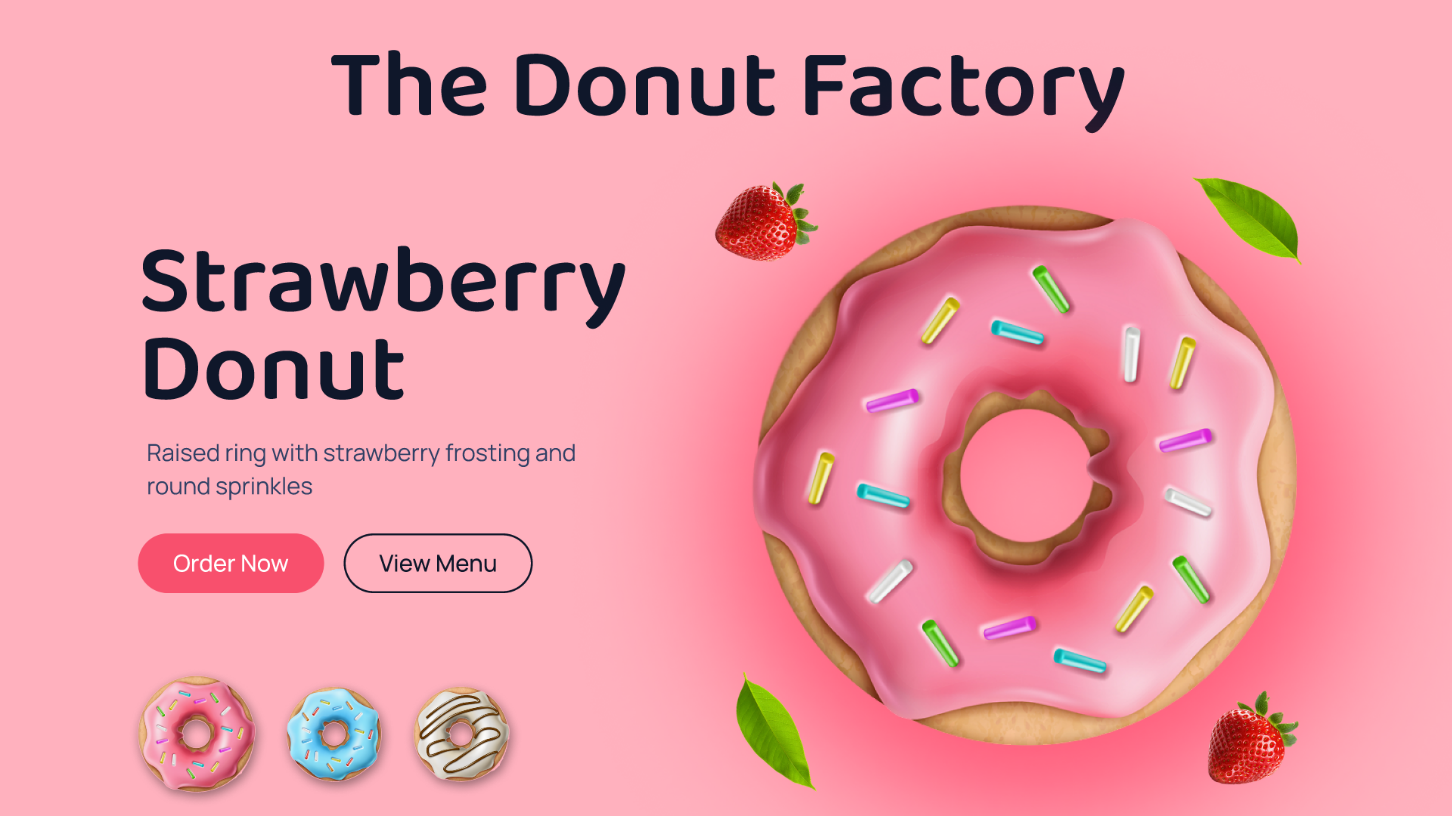 The Donut Factory
Strawberry
Donut
Raised ring with strawberry frosting and
round sprinkles
Order Now
View Menu